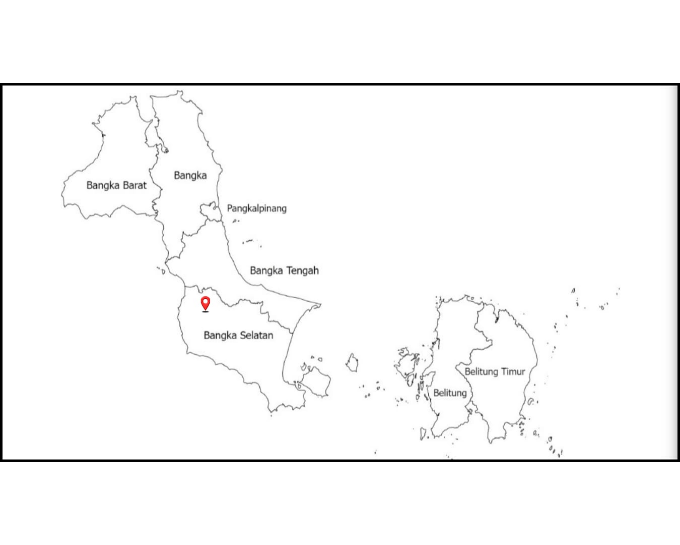 Bangka
Bangka Barat
Pangkalpinang
Bangka Tengah
Bangka Selatan
Belitung Timur
Belitung